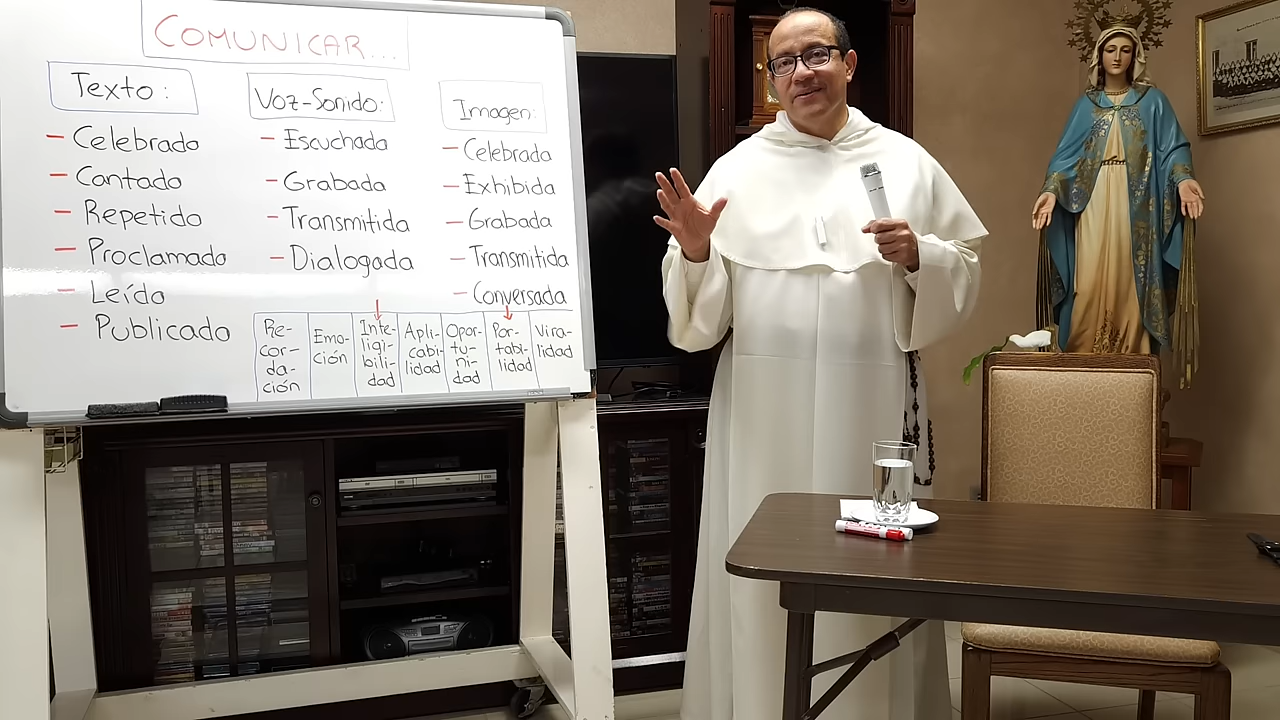 COMUNICAR...
Texto:
- Celebrado
- Cantado
- Repetido
- Proclamado
- Leído
- Publicado
Voz-Sonido:
- Escuchada
- Grabada
- Transmitida
- Dialogada
Imagen:
- Celebrada
- Exhibida
- Grabada
- Transmitida
- Conversada
Re-
cor-
da-
ción
Emo-
ción
Inte-
ligi-
bili-
dad
Apli-
cabi-
lidad
Opor-
tu-
ni-
dad
Por-
tabi-
lidad
Vira-
lidad